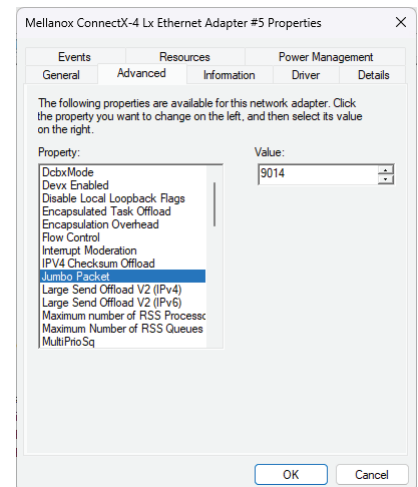 Mellanox ConnectX-4 Lx Ethernet Adapter #5 Properties
Events Resources Power Management
General Advanced Information Driver Details
The following properties are available for this network adapter. Click
the property you want to change on the left, and then select its value
on the right.
Property: Value:
DcbxMode
9014
Devx Enabled
Disable Local Loopback Flags
Encapsulated Task Offload
Encapsulation Overhead
Flow Control
Interrupt Moderation
IPV4 Checksum Offload
Jumbo Packet
Large Send Offload V2 (IPv4)
Large Send Offload V2 (IPv6)
Maximum number of RSS Processo
Maximum Number of RSS Queues
MultiPrioSq
OK Cancel